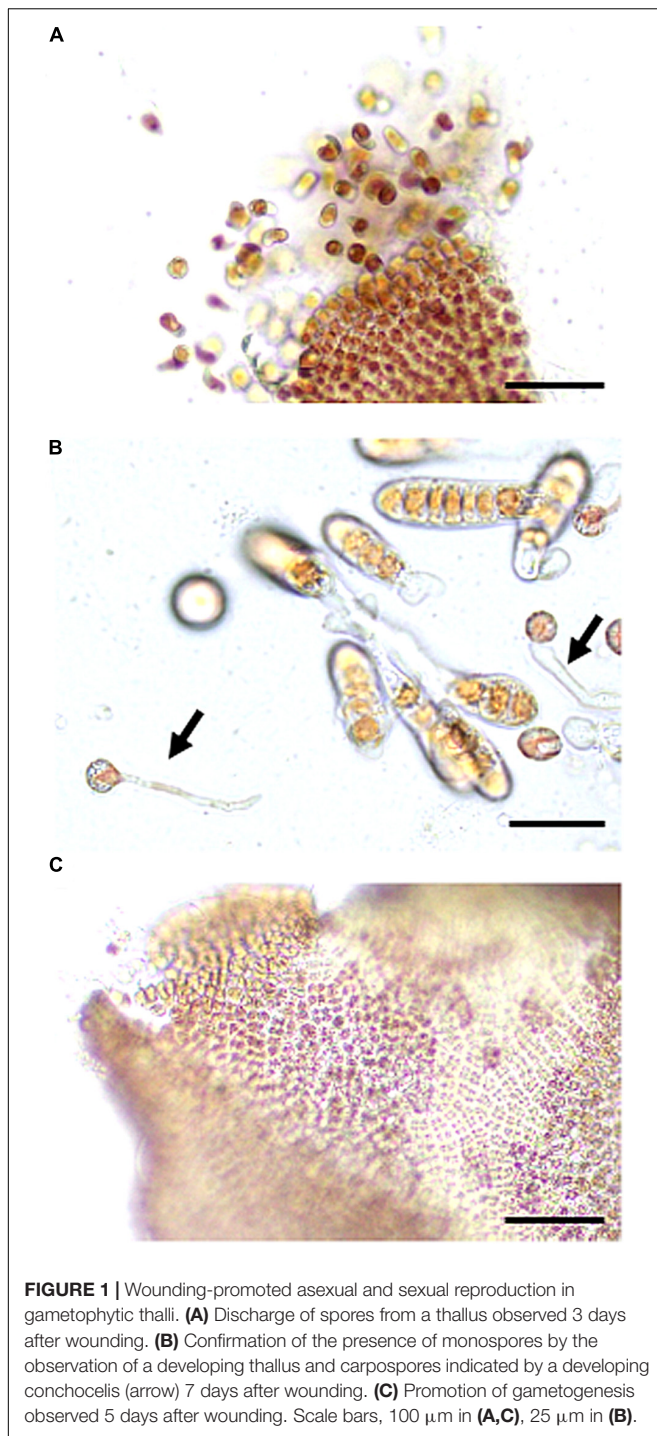 A
B
C
FIGURE 1 | Wounding-promoted asexual and sexual reproduction in
gametophytic thalli. (A) Discharge of spores from a thallus observed 3 days
after wounding. (B) Confirmation of the presence of monospores by the
observation of a developing thallus and carpospores indicated by a developing
conchocelis (arrow) 7 days after wounding. (C) Promotion of gametogenesis
observed 5 days after wounding. Scale bars, 100 μm in (A,C), 25 μm in (B).